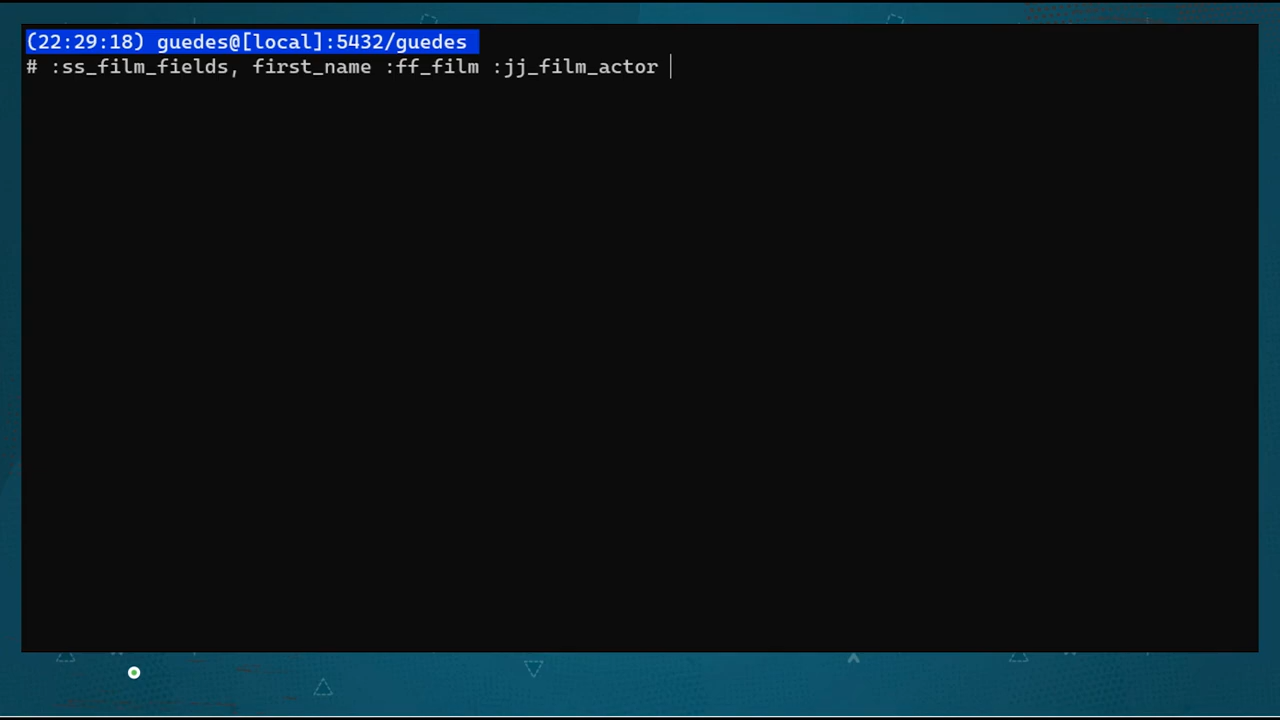 (22:29:18) guedes@[local]:5432/guedes
# :ss_film_fields, first_name :ff_film :jj_film_actor